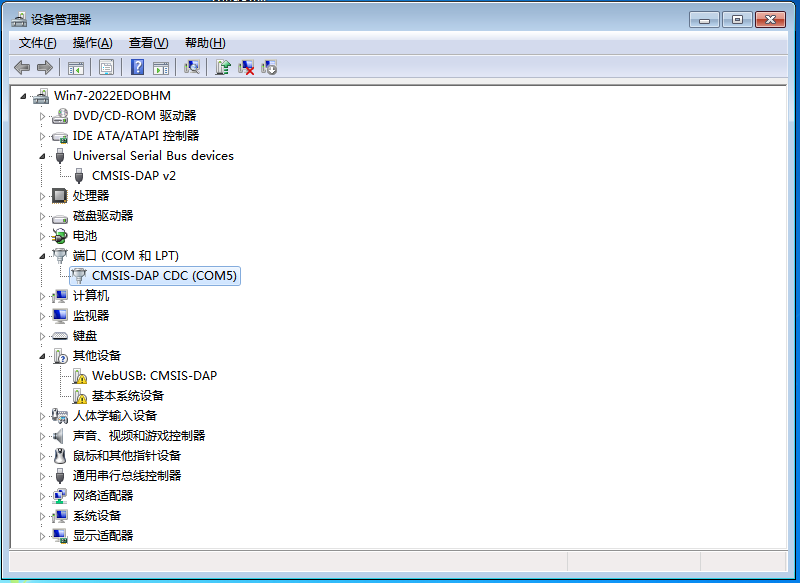 设备管理器
文件(F) 操作(A) 查看(V) 帮助(H)
Win7-2022EDOBHM
DVD/CD-ROM 驱动器
IDE ATA/ATAPI 控制器
Universal Serial Bus devices
CMSIS-DAP v2
处理器
磁盘驱动器
电池
端口 (COM 和 LPT)
CMSIS-DAP CDC (COM5)
计算机
监视器
键盘
其他设备
WebUSB: CMSIS-DAP
基本系统设备
人体学输入设备
声音、视频和游戏控制器
鼠标和其他指针设备
通用串行总线控制器
网络适配器
系统设备
显示适配器